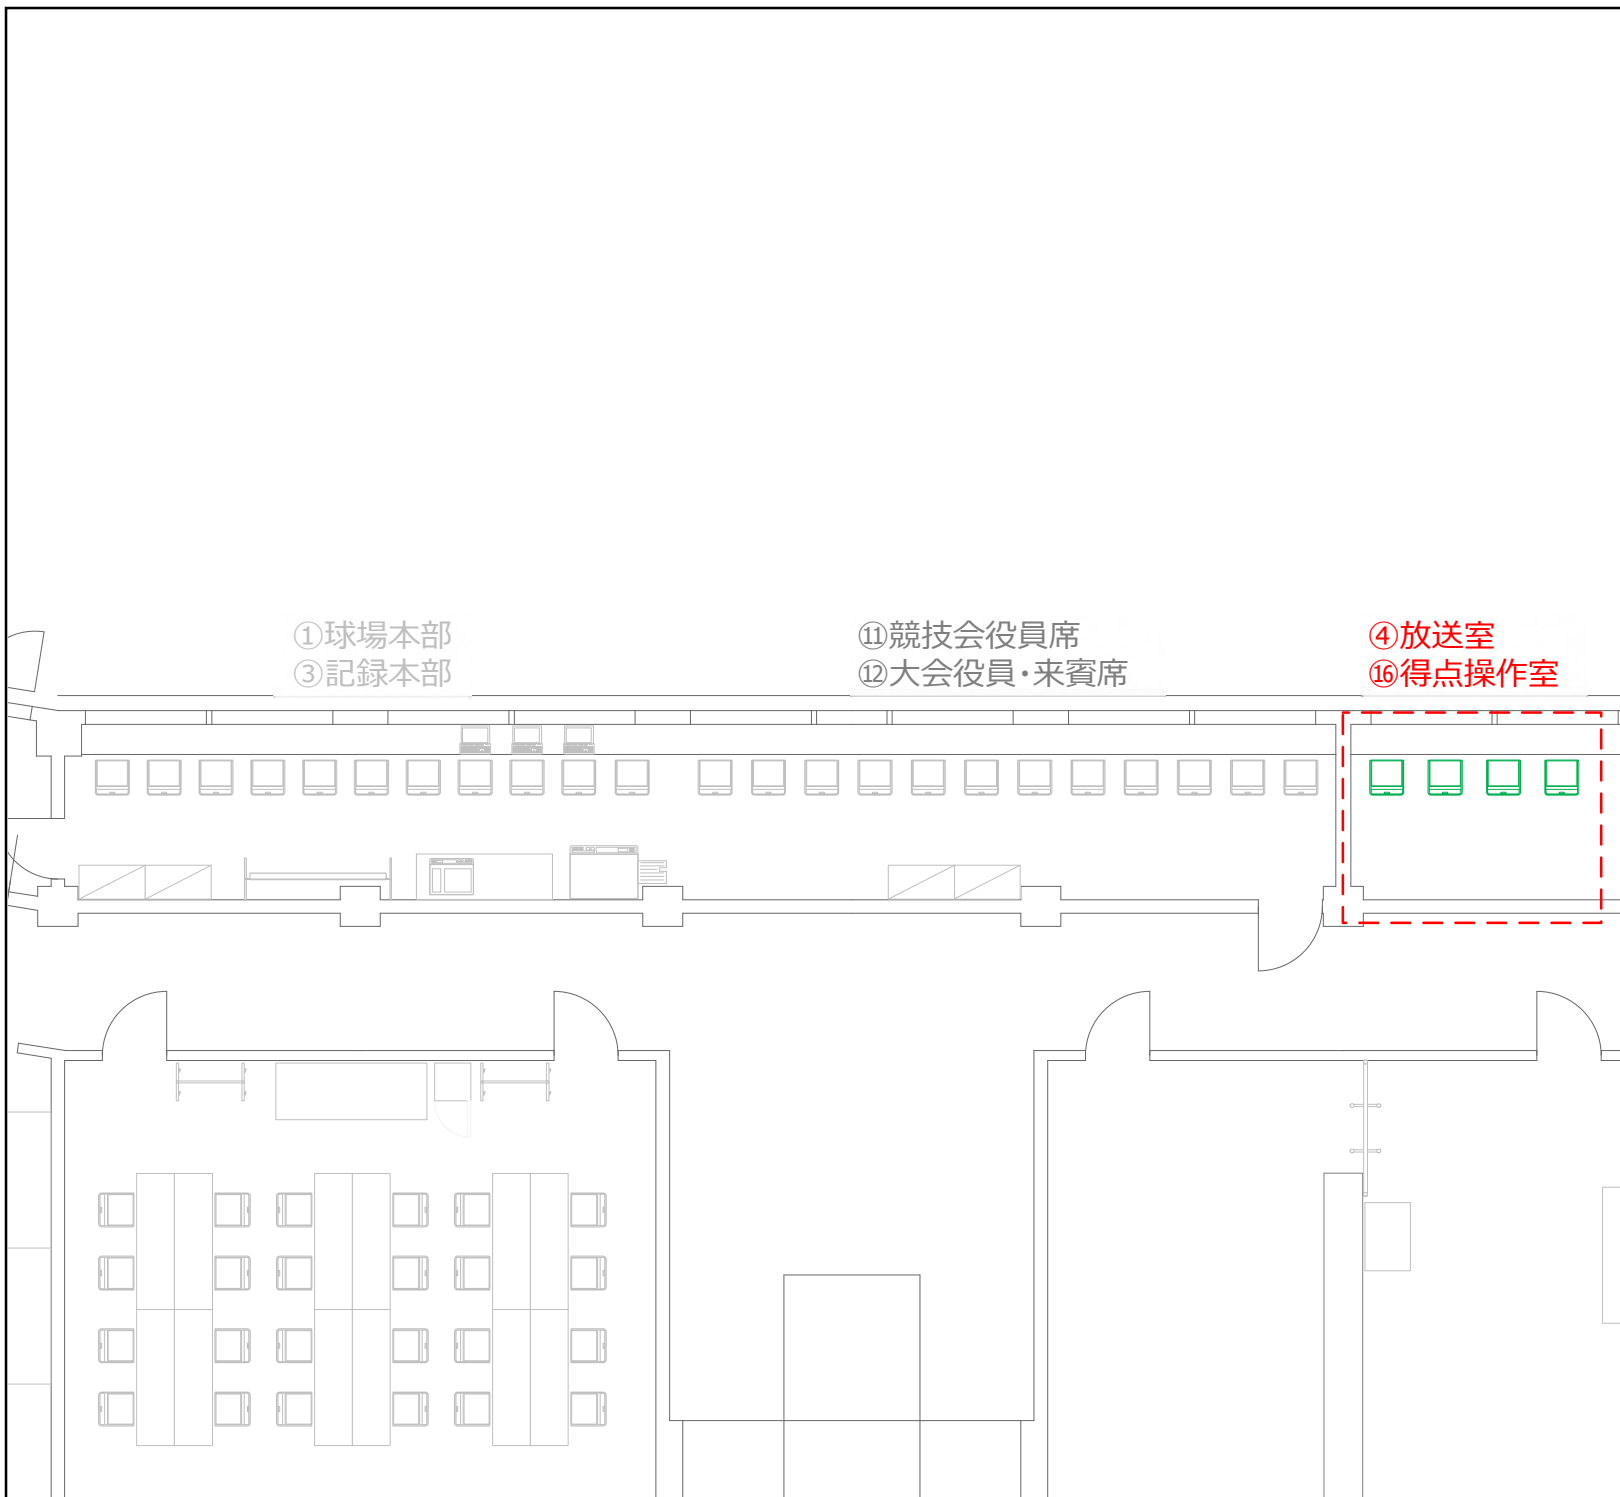 ①球場本部
③記録本部
⑪競技会役員席
⑫大会役員・来賓席
④放送室
⑯得点操作室